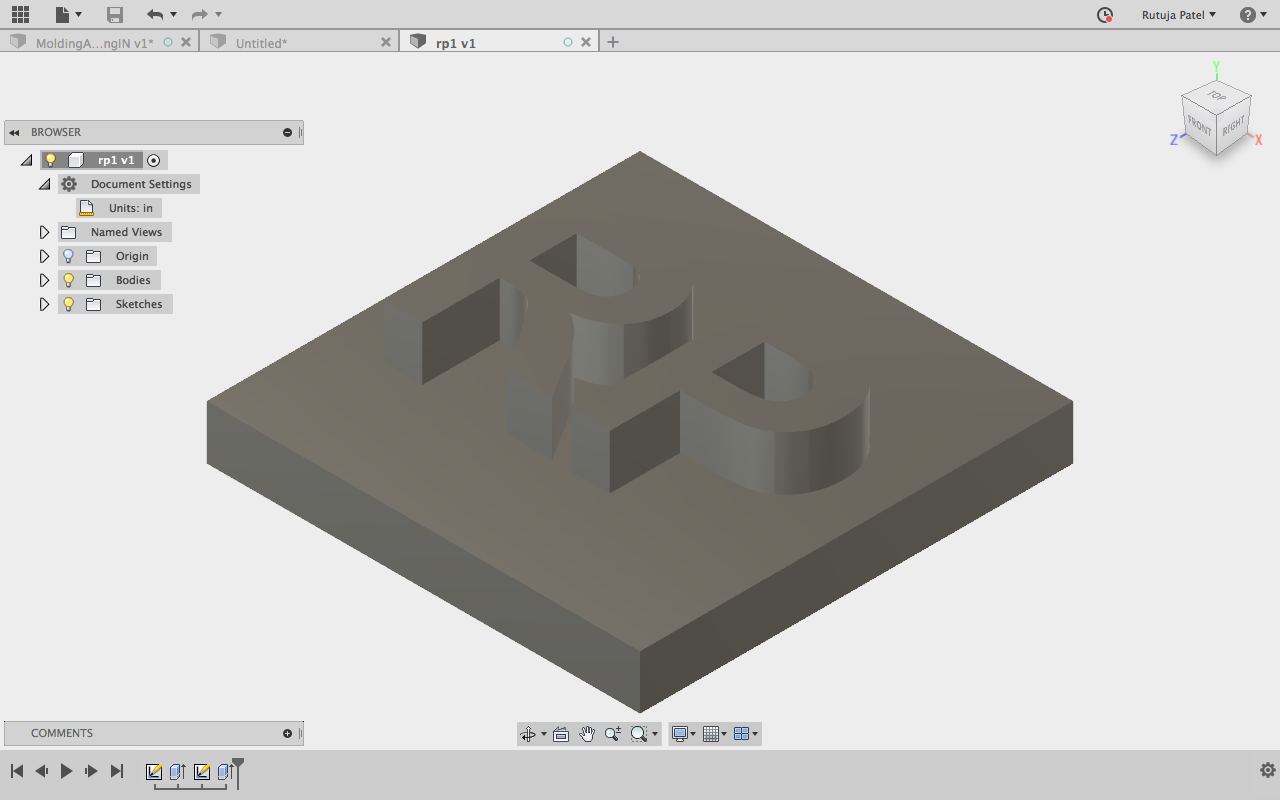 Rutuja Patel
MoldingA...ngIN v1*
Untitled*
rp1 v1
Y
TOP
FRONT
RIGHT
Z
X
BROWSER
rp1 v1
Document Settings
Units: in
Named Views
Origin
Bodies
Sketches
RP
COMMENTS